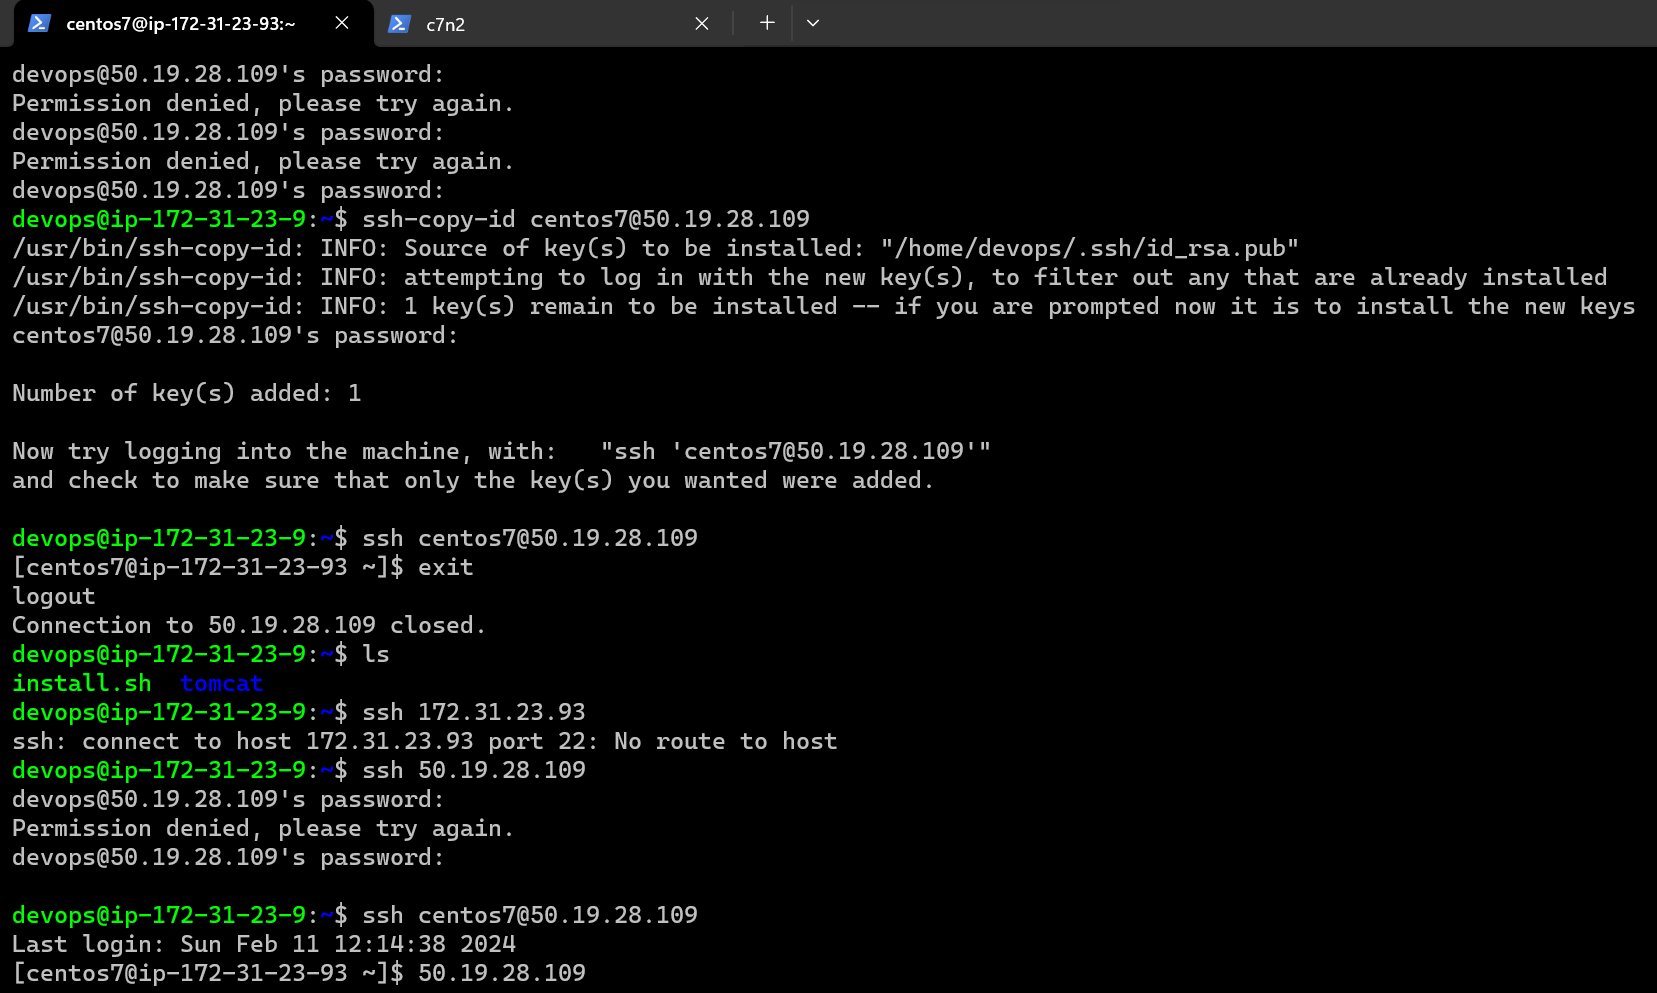 centos7@ip-172-31-23-93:~
c7n2
devops@50.19.28.109's password:
Permission denied, please try again.
devops@50.19.28.109's password:
Permission denied, please try again.
devops@50.19.28.109's password:
devops@ip-172-31-23-9:~$ ssh-copy-id centos7@50.19.28.109
/usr/bin/ssh-copy-id: INFO: Source of key(s) to be installed: "/home/devops/.ssh/id_rsa.pub"
/usr/bin/ssh-copy-id: INFO: attempting to log in with the new key(s), to filter out any that are already installed
/usr/bin/ssh-copy-id: INFO: 1 key(s) remain to be installed -- if you are prompted now it is to install the new keys
centos7@50.19.28.109's password:
Number of key(s) added: 1
Now try logging into the machine, with:   "ssh 'centos7@50.19.28.109'"
and check to make sure that only the key(s) you wanted were added.
devops@ip-172-31-23-9:~$ ssh centos7@50.19.28.109
[centos7@ip-172-31-23-93 ~]$ exit
logout
Connection to 50.19.28.109 closed.
devops@ip-172-31-23-9:~$ ls
install.sh  tomcat
devops@ip-172-31-23-9:~$ ssh 172.31.23.93
ssh: connect to host 172.31.23.93 port 22: No route to host
devops@ip-172-31-23-9:~$ ssh 50.19.28.109
devops@50.19.28.109's password:
Permission denied, please try again.
devops@50.19.28.109's password:
devops@ip-172-31-23-9:~$ ssh centos7@50.19.28.109
Last login: Sun Feb 11 12:14:38 2024
[centos7@ip-172-31-23-93 ~]$ 50.19.28.109